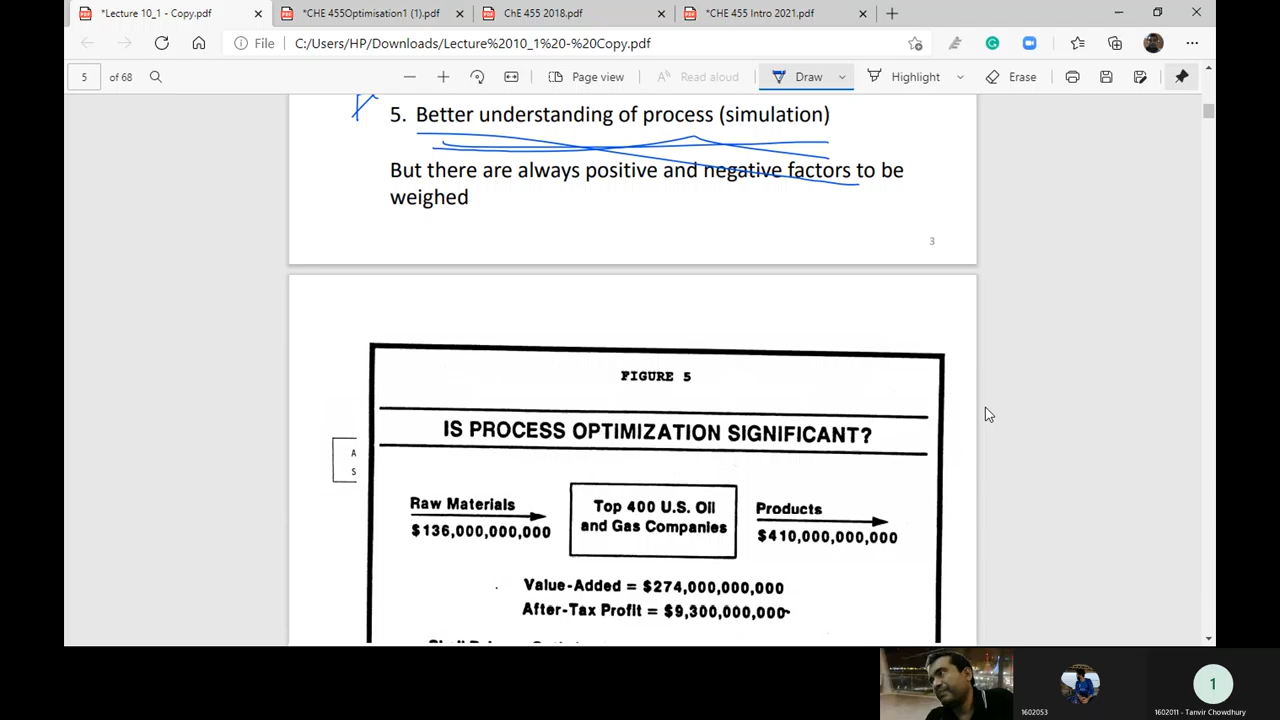 *Lecture 10_1 - Copy.pdf
*CHE 455Optimisation1 (1).pdf
ChE 455 2018.pdf
*CHE 455 Intro 2021.pdf
File
C:/Users/HP/Downloads/Lecture%2010_1%20-%20Copy.pdf
5 of 68
Page view
Read aloud
Draw
Highlight
Erase
5. Better understanding of process (simulation)
But there are always positive and negative factors to be
weighed
3
FIGURE 5
IS PROCESS OPTIMIZATION SIGNIFICANT?
A
S
Raw Materials
$136,000,000,000
Top 400 U.S. Oil
and Gas Companies
Products
$410,000,000,000
Value-Added = $274,000,000,000
After-Tax Profit = $9,300,000,000
1
1602053
1602011 - Tanvir Chowdhury